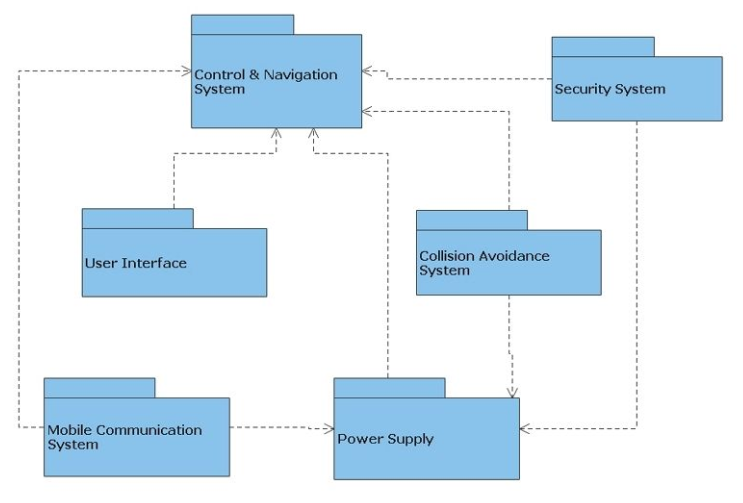 Control & Navigation
System
Security System
User Interface
Collision Avoidance
System
Mobile Communication
System
Power Supply